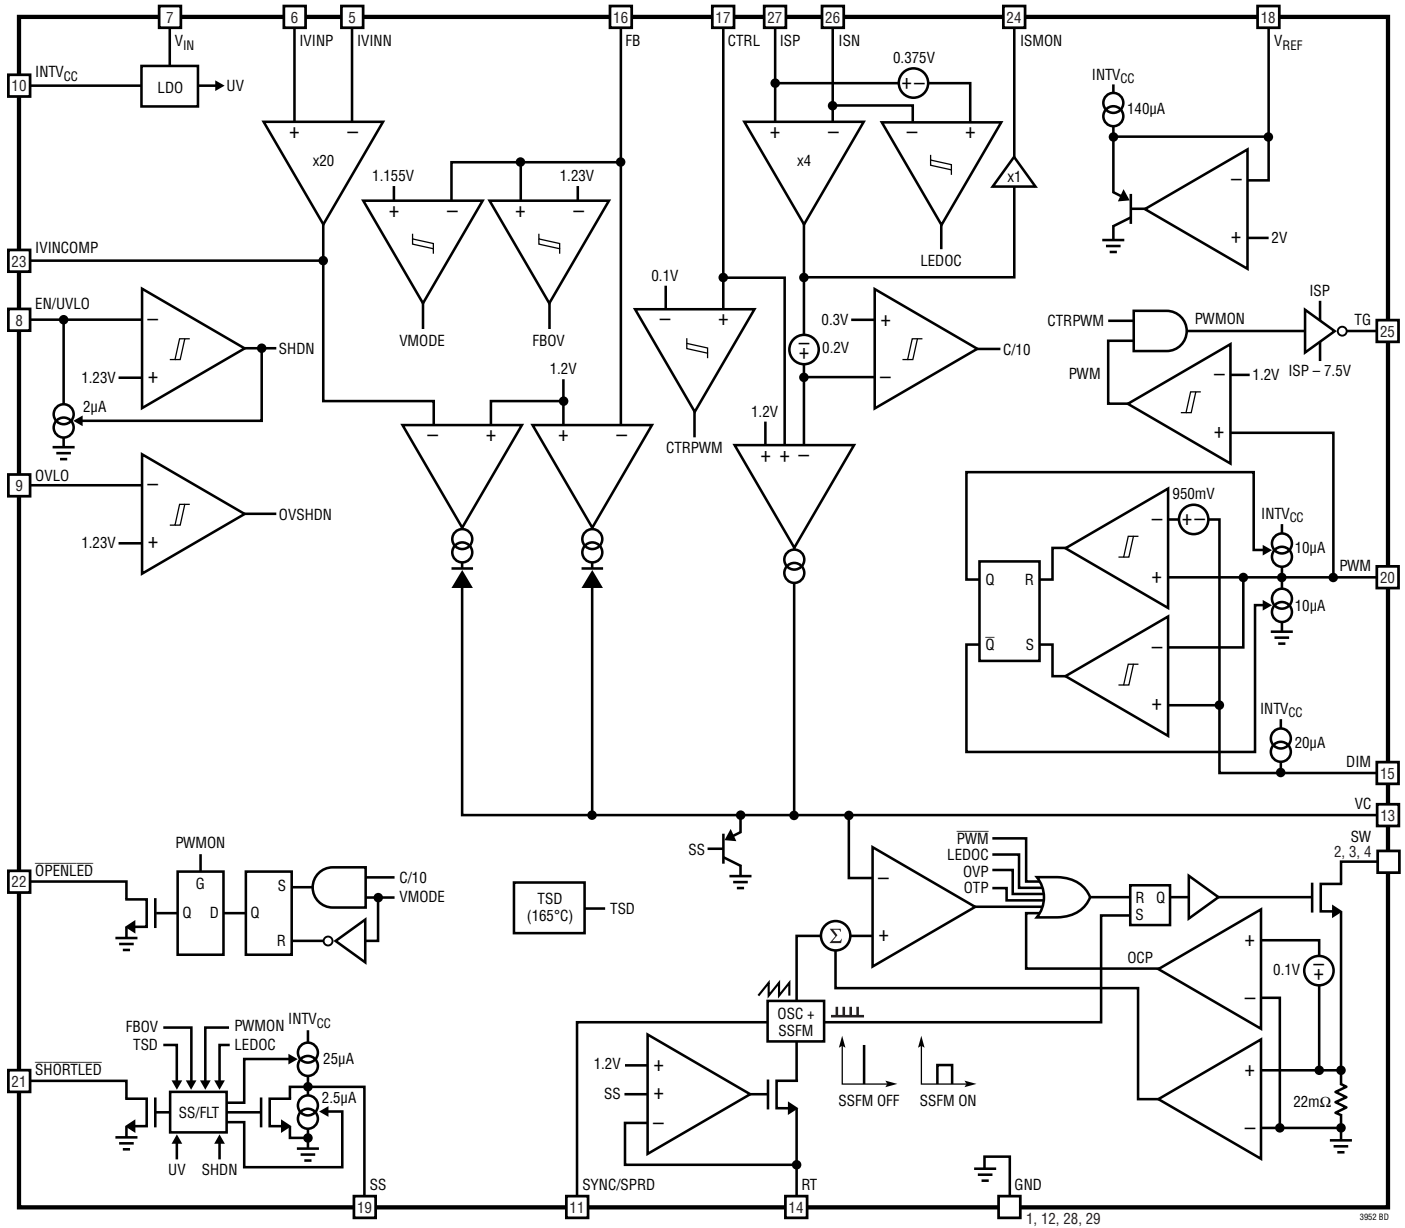 7 6 5 16 17 27 26 24 18
VIN IVINP IVINN FB CTRL ISP ISN ISMON VREF
10 INTVCC LDO UV
0.375V + −
INTVCC
140µA
+ − x20
+ − x4
− +
x1
LEDOC
−
+ 2V
1.155V 1.23V
+ − + −
VMODE FBOV
23 IVINCOMP
8 EN/UVLO
−
1.23V +
SHDN
2µA
9 OVLO
−
1.23V +
OVSHDN
0.1V
− +
CTRPWM
0.3V +
−
C/10
− + 0.2V
1.2V
− + + −
1.2V
+ + −
ISP
CTRPWM PWMON TG 25
ISP – 7.5V
PWM
− 1.2V
+
950mV
− + −
INTVCC
10µA
+
PWM 20
10µA
Q R
Q S
−
+
INTVCC
20µA
DIM 15
VC 13
SW
2, 3, 4
PWMON
22 OPENLED
G
Q D
S
Q
R
C/10
VMODE
TSD
(165°C)
TSD
SS
−
+
Σ
PWM
LEDOC
OVP
OTP
R Q
S
OCP
+
−
0.1V − +
+
−
22mΩ
OSC +
SSFM
SSFM OFF SSFM ON
1.2V +
SS +
−
FBOV PWMON INTVCC
TSD LEDOC
25µA
21 SHORTLED
SS/FLT
2.5µA
UV SHDN
SS SYNC/SPRD RT GND
19 11 14
1, 12, 28, 29
3952 BD